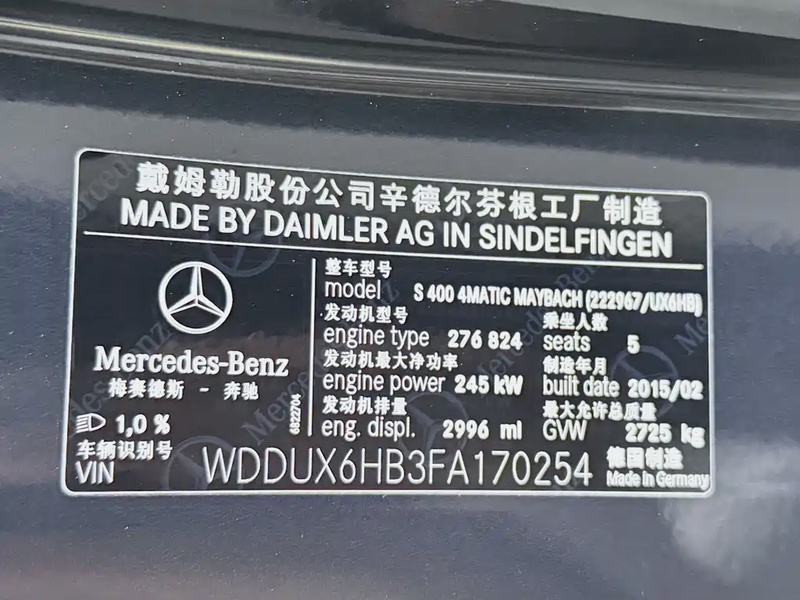 戴姆勒股份公司辛德尔芬根工厂制造
MADE BY DAIMLER AG IN SINDELFINGEN
整车型号
model S 400 4MATIC MAYBACH (222967/UX6HB)
发动机型号 乘坐人数
engine type 276 824 seats 5
发动机最大净功率 制造年月
engine power 245 kW built date 2015/02
发动机排量 最大允许总质量
eng. displ. 2996 ml GVW 2725 kg
Mercedes-Benz
梅赛德斯 - 奔驰
6822704
1,0 %
车辆识别号
VIN WDDUX6HB3FA170254
德国制造
Made in Germany